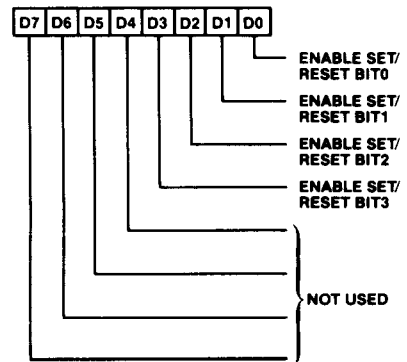 D7 D6 D5 D4 D3 D2 D1 D0
ENABLE SET/
RESET BIT0
ENABLE SET/
RESET BIT1
ENABLE SET/
RESET BIT2
ENABLE SET/
RESET BIT3
NOT USED